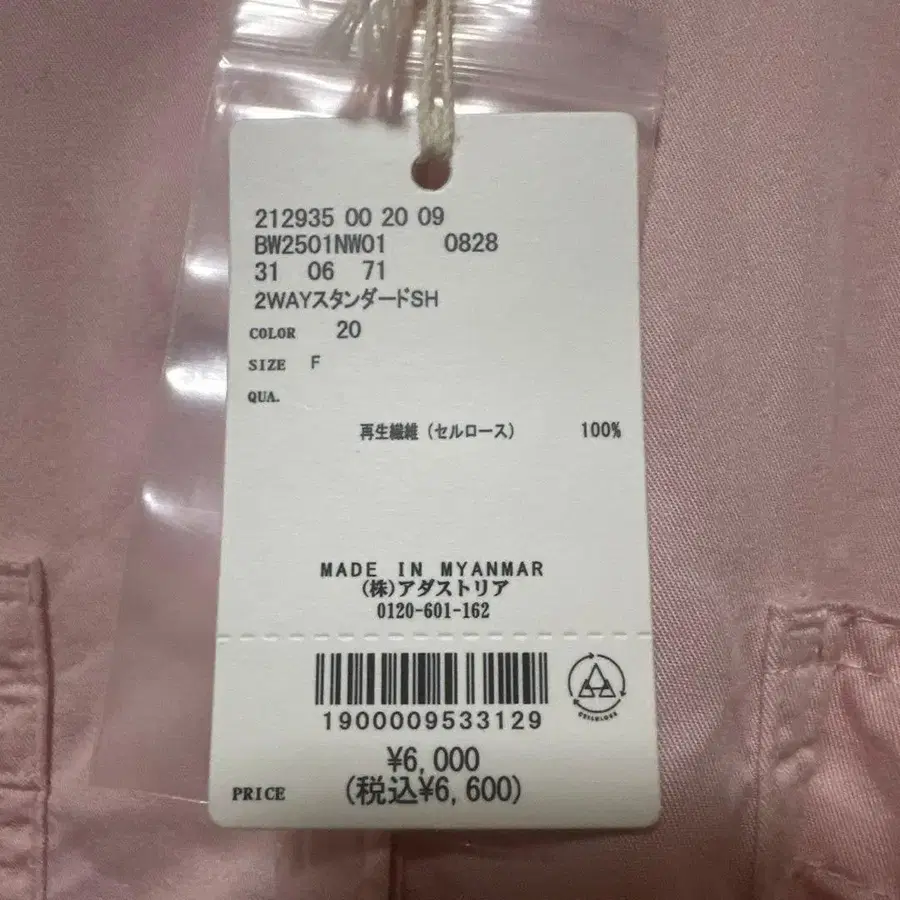 212935 00 20 09
BW2501NW01 0828
31 06 71
2WAYスタンダードSH
COLOR 20
SIZE F
QUA.
再生繊維(セルロース) 100%
MADE IN MYANMAR
(株)アダストリア
0120-601-162
CELLULOSE
1900009533129
¥6,000
PRICE (税込¥6,600)